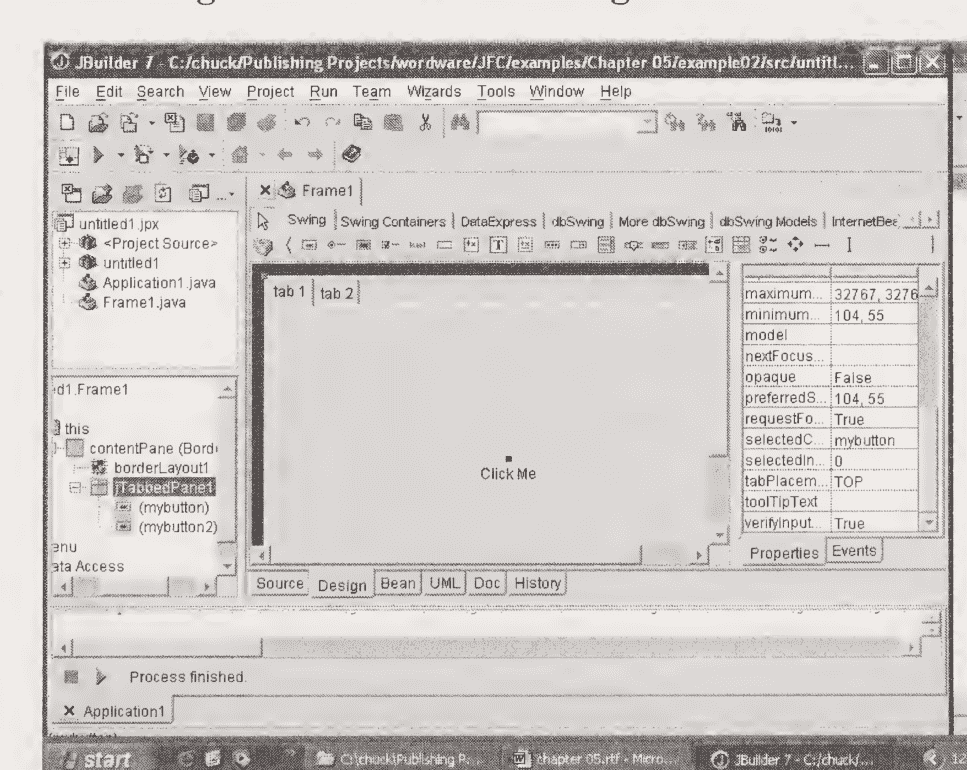 JBuilder 7 - C:/chuck/Publishing Projects/wordware/JFC/examples/Chapter 05/example02/src/untitl...
File Edit Search View Project Run Team Wizards Tools Window Help
Frame1
Swing Swing Containers DataExpress dbSwing More dbSwing dbSwing Models InternetBea
untitled1.jpx
<Project Source>
untitled1
Application1.java
Frame1.java
d1.Frame1
this
contentPane (Bord
borderLayout1
jTabbedPane1
(mybutton)
(mybutton2)
enu
ata Access
tab 1 tab 2
Click Me
maximum... 32767, 3276
minimum... 104, 55
model
nextFocus...
opaque False
preferredS... 104, 55
requestFo... True
selectedC... mybutton
selectedIn... 0
tabPlacem... TOP
toolTipText
verifyInput... True
Properties Events
Source Design Bean UML Doc History
Process finished.
Application1
start C:\chuck\Publishing P... chapter 05.rtf - Micro... JBuilder 7 - C:/chuck/... 12